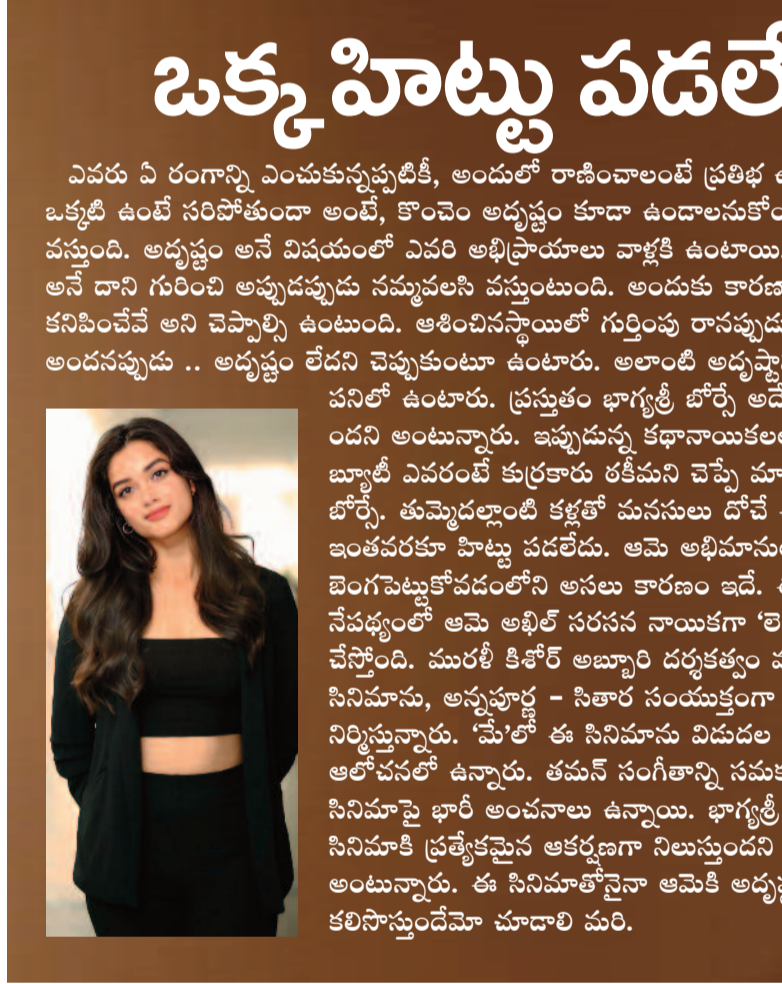 ఒక్క హిట్టు పడలే
ఎవరు ఏ రంగాన్ని ఎంచుకున్నప్పటికీ, అందులో రాణించాలంటే ప్రతిభ
ఒక్కటి ఉంటే సరిపోతుందా అంటే, కొంచెం అదృష్టం కూడా ఉండాలనుకో
వస్తుంది. అదృష్టం అనే విషయంలో ఎవరి అభిప్రాయాలు వాళ్లకి ఉంటాయి.
అనే దాని గురించి అప్పుడప్పుడు నమ్మవలసి వస్తుంటుంది. అందుకు కారణ
కనిపించేవే అని చెప్పాల్సి ఉంటుంది. ఆశించినస్థాయిలో గుర్తింపు రానప్పుడు
అందనప్పుడు .. అదృష్టం లేదని చెప్పుకుంటూ ఉంటారు. అలాంటి
పనిలో ఉంటారు. ప్రస్తుతం భాగ్యశ్రీ బోర్సే
ందని అంటున్నారు. ఇప్పుడున్న కథానాయికల
బ్యూటీ ఎవరంటే కుర్రకారు ఠకీమని చెప్పే మా
బోర్సే. తుమ్మెదల్లాంటి కళ్లతో మనసులు దోచే
ఇంతవరకూ హిట్టు పడలేదు. ఆమె అభిమాను
బెంగపెట్టుకోవడంలోని అసలు కారణం ఇదే.
నేపథ్యంలో ఆమె అఖిల్ సరసన నాయికగా ‘లె
చేస్తోంది. మురళీ కిశోర్ అబ్బూరి దర్శకత్వం
సినిమాను, అన్నపూర్ణ - సితార సంయుక్తంగా
నిర్మిస్తున్నారు. ‘మే’లో ఈ సినిమాను విడుదల
ఆలోచనలో ఉన్నారు. తమన్ సంగీతాన్ని సమ
సినిమాపై భారీ అంచనాలు ఉన్నాయి. భాగ్యశ్రీ
సినిమాకి ప్రత్యేకమైన ఆకర్షణగా నిలుస్తుందని
అంటున్నారు. ఈ సినిమాతోనైనా ఆమెకి
కలిసొస్తుందేమో చూడాలి మరి.